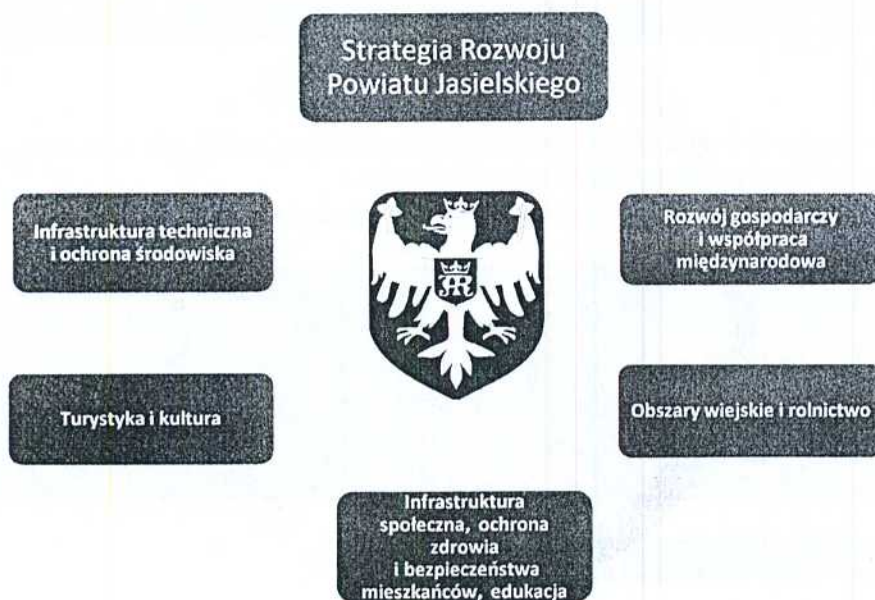 Strategia Rozwoju
Powiatu Jasielskiego
Infrastruktura techniczna
i ochrona środowiska
Rozwój gospodarczy
i współpraca
międzynarodowa
Turystyka i kultura
Obszary wiejskie i rolnictwo
Infrastruktura
społeczna, ochrona
zdrowia
i bezpieczeństwa
mieszkańców, edukacja